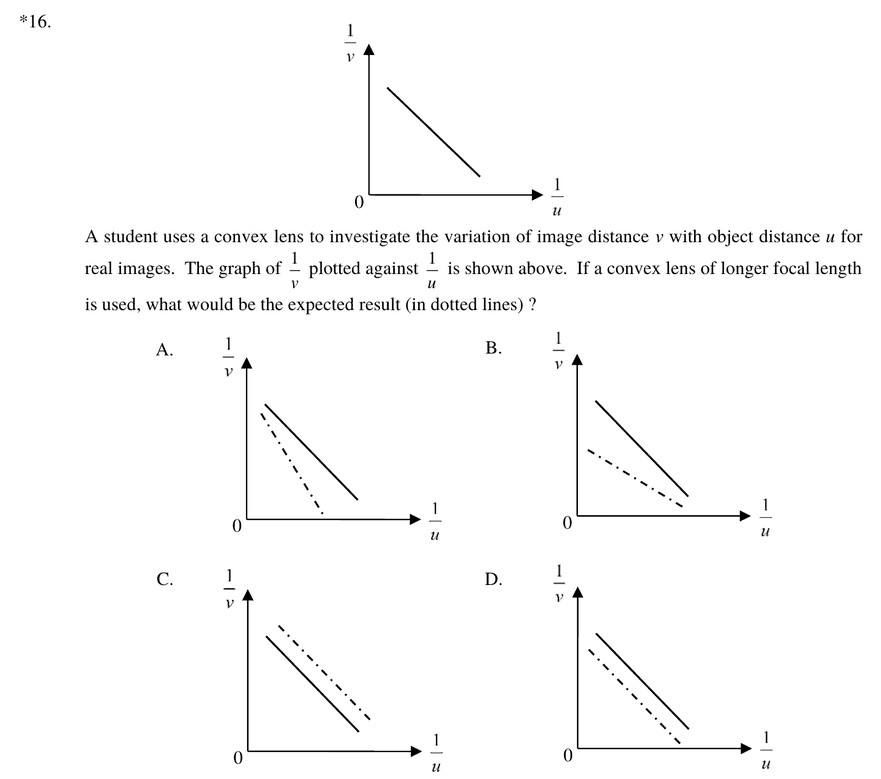 *16.
1
v
0
1
u
A student uses a convex lens to investigate the variation of image distance v with object distance u for
real images. The graph of 1/v plotted against 1/u is shown above. If a convex lens of longer focal length
is used, what would be the expected result (in dotted lines) ?
A.
1
v
0
1
u
B.
1
v
0
1
u
C.
1
v
0
1
u
D.
1
v
0
1
u